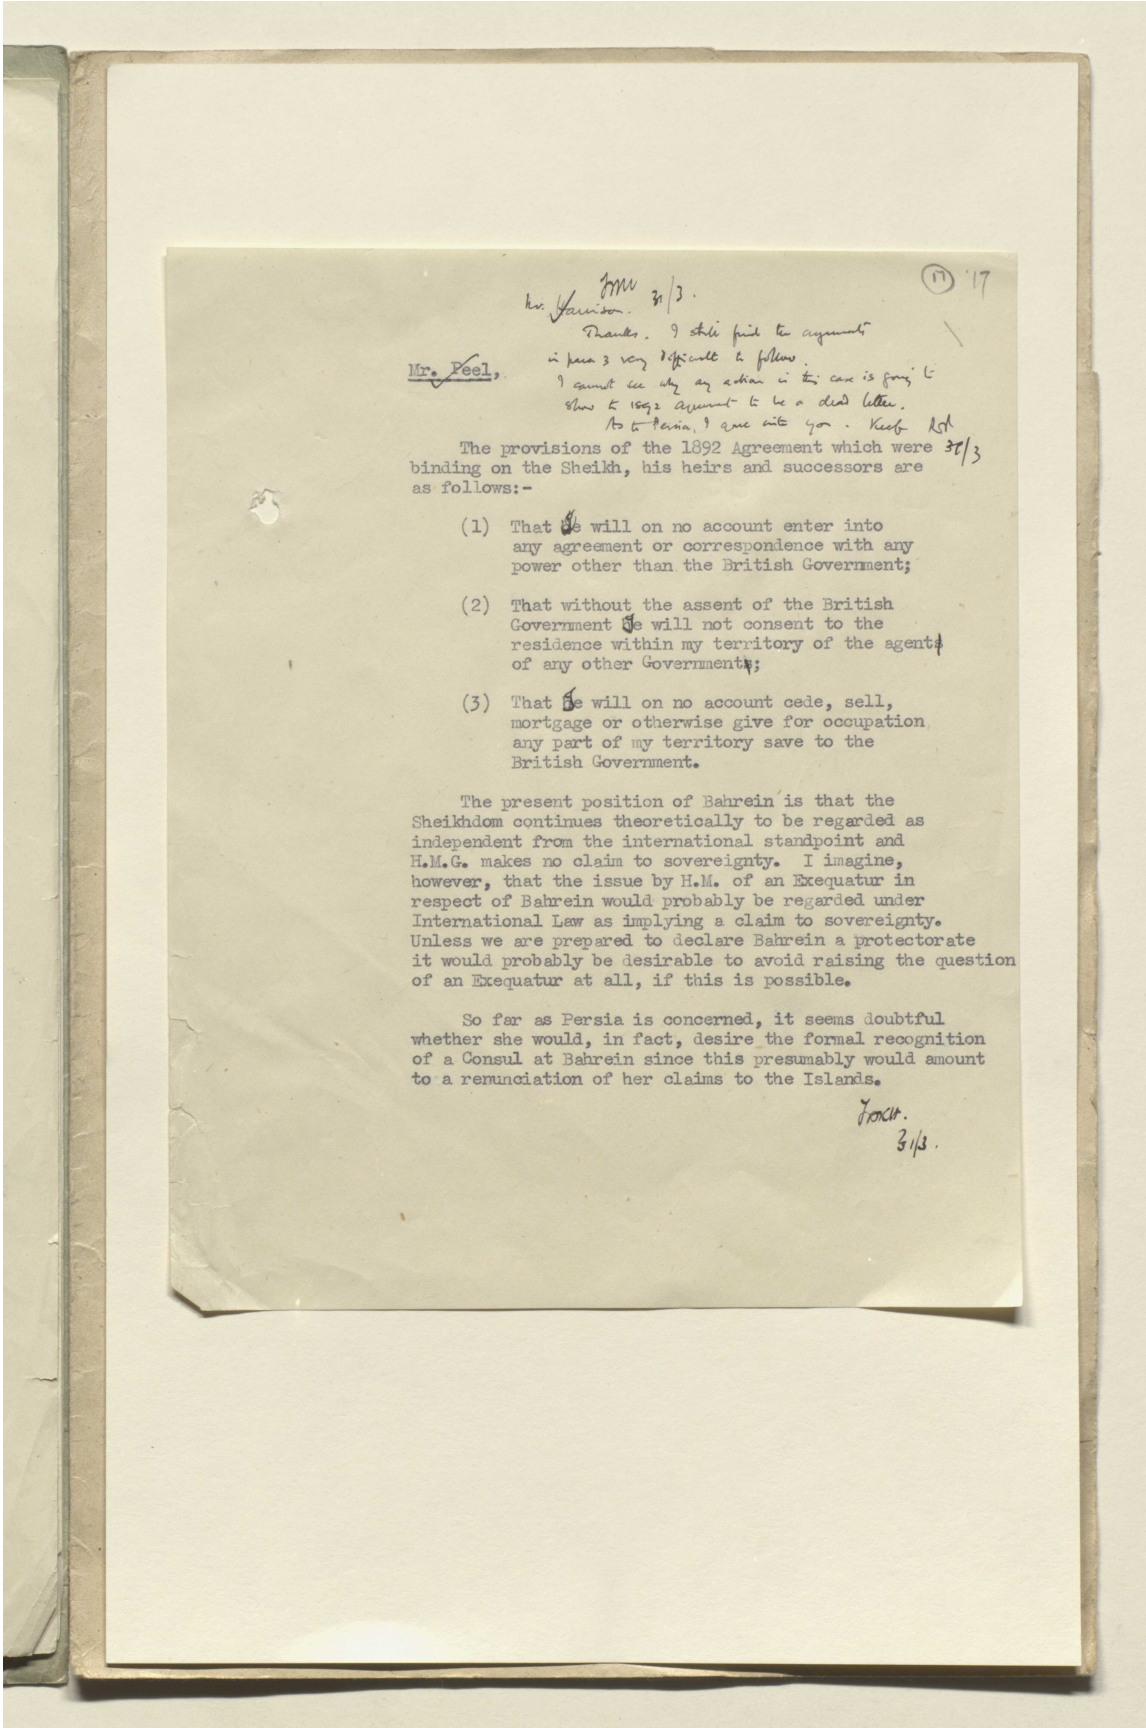 17 17
31/3.
Mr. Harrison.
Thanks. I still find the arguments
in para 3 very difficult to follow.
I cannot see why any action in this case is going to
show the 1892 agreement to be a dead letter.
As to Persia, I agree with you.
31/3
Mr. Peel,
The provisions of the 1892 Agreement which were
binding on the Sheikh, his heirs and successors are
as follows:-
(1) That I will on no account enter into
any agreement or correspondence with any
power other than the British Government;
(2) That without the assent of the British
Government I will not consent to the
residence within my territory of the agent
of any other Government;
(3) That I will on no account cede, sell,
mortgage or otherwise give for occupation
any part of my territory save to the
British Government.
The present position of Bahrein is that the
Sheikhdom continues theoretically to be regarded as
independent from the international standpoint and
H.M.G. makes no claim to sovereignty. I imagine,
however, that the issue by H.M. of an Exequatur in
respect of Bahrein would probably be regarded under
International Law as implying a claim to sovereignty.
Unless we are prepared to declare Bahrein a protectorate
it would probably be desirable to avoid raising the question
of an Exequatur at all, if this is possible.
So far as Persia is concerned, it seems doubtful
whether she would, in fact, desire the formal recognition
of a Consul at Bahrein since this presumably would amount
to a renunciation of her claims to the Islands.
31/3.